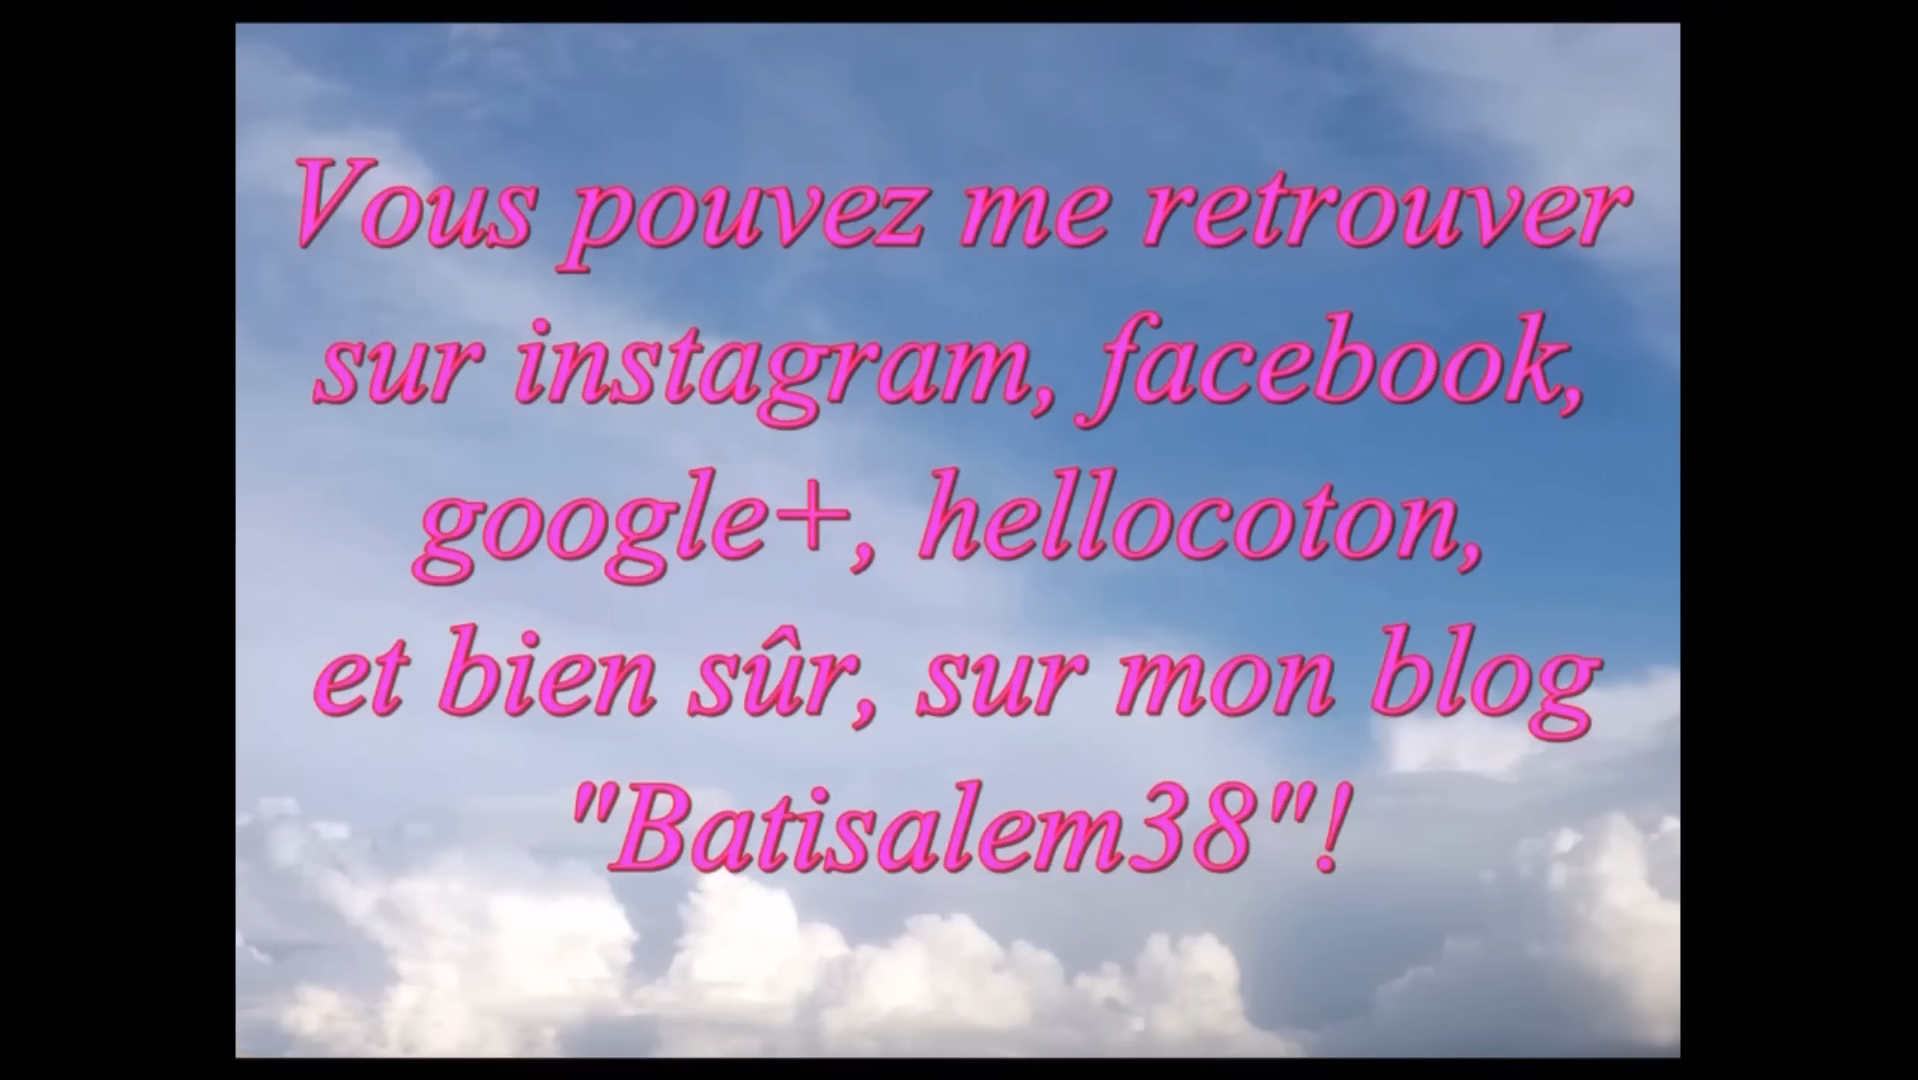 Vous pouvez me retrouver
sur instagram, facebook,
google+, hellocoton,
et bien sûr, sur mon blog
"Batisalem38"!